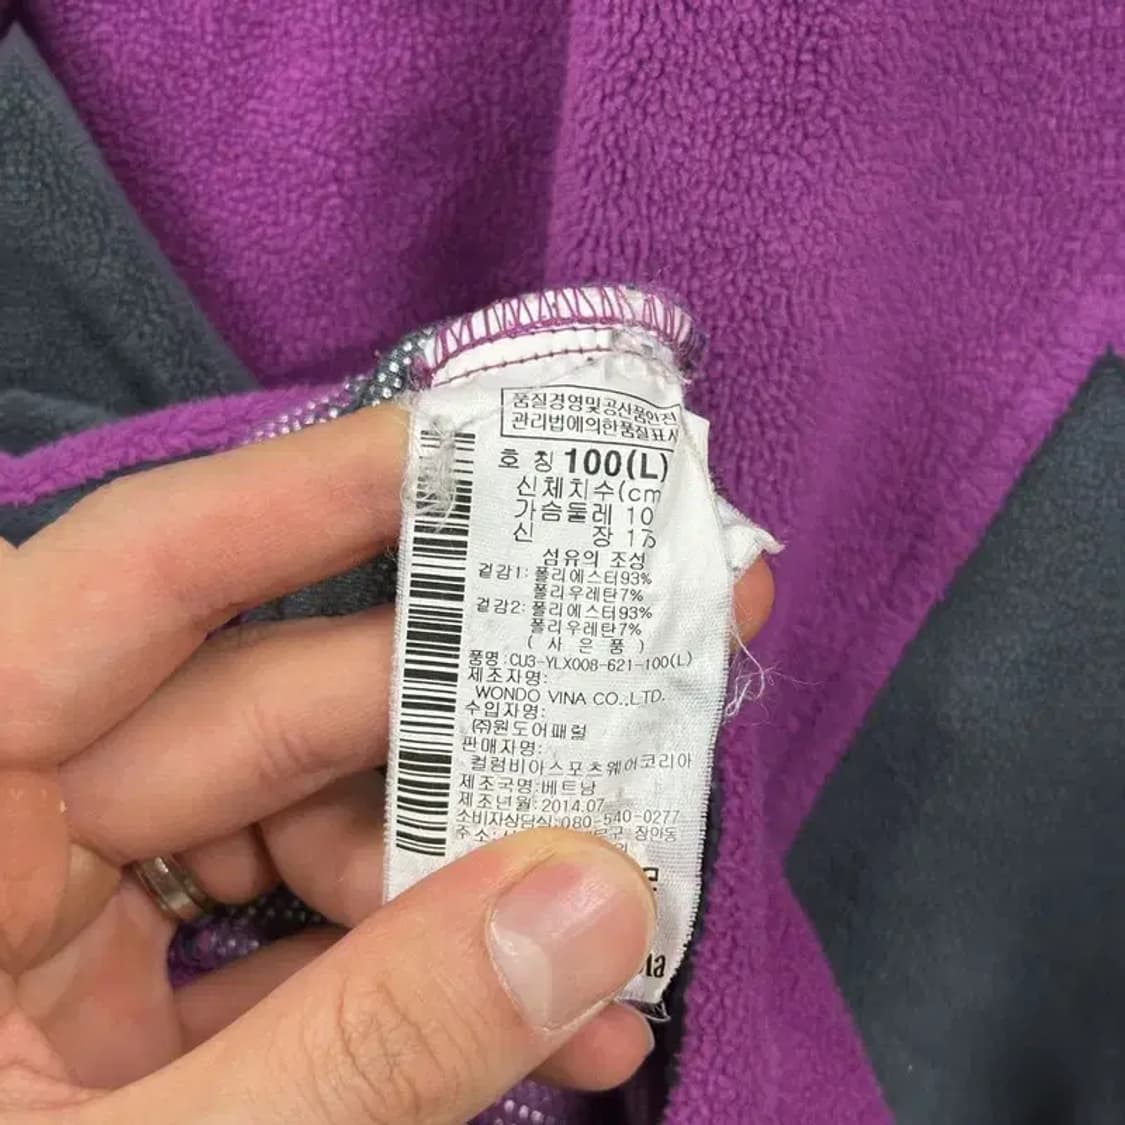 품질경영및공산품안전
관리법에의한품질표시
호 칭 100(L)
신체치수(cm
가슴둘레 10
신 장 175
섬유의 조성
겉감1: 폴리에스터93%
폴리우레탄7%
겉감2: 폴리에스터93%
폴리우레탄7%
( 사 은 품 )
품명:CU3-YLX008-621-100(L)
제조자명:
WONDO VINA CO.,LTD.
수입자명:
(주)원도어패럴
판매자명:
컬럼비아스포츠웨어코리아
제조국명:베트남
제조년월:2014.07
소비자상담실:080-540-0277
주소: 장안동